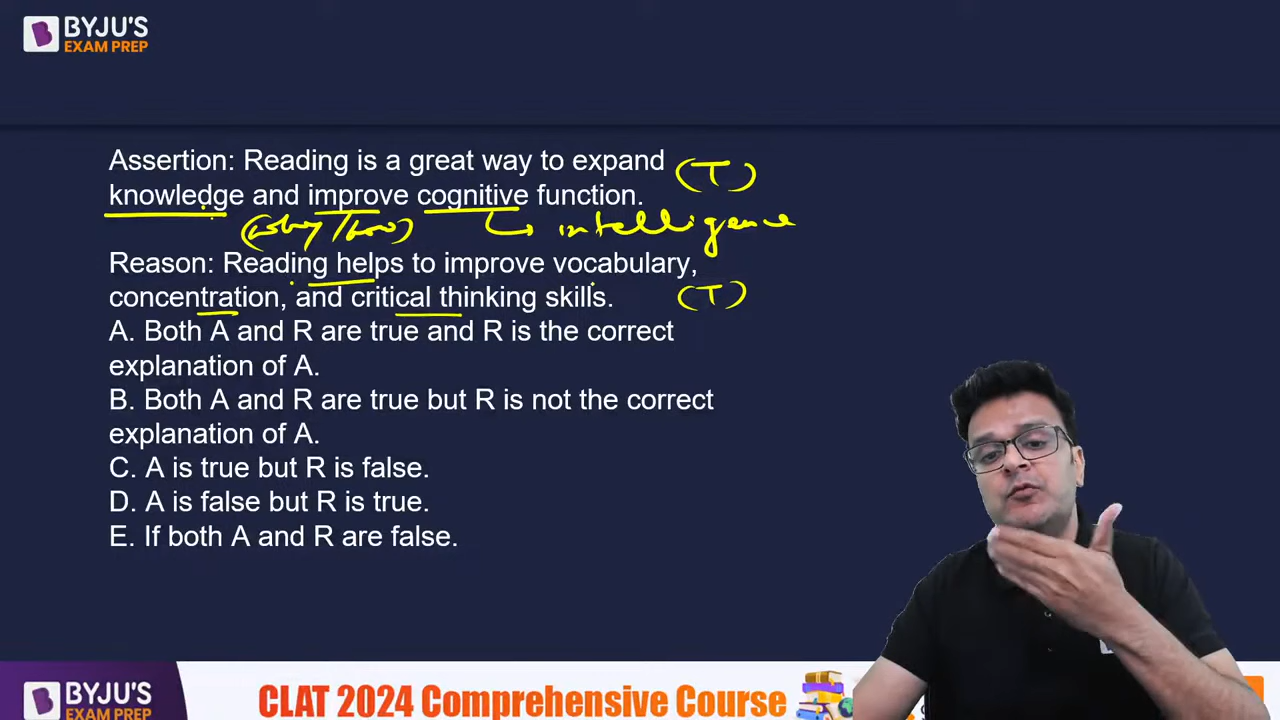 BYJU'S
EXAM PREP
Assertion: Reading is a great way to expand
(T)
knowledge and improve cognitive function.
(why/how)
intelligence
Reason: Reading helps to improve vocabulary,
concentration, and critical thinking skills.
(T)
A. Both A and R are true and R is the correct
explanation of A.
B. Both A and R are true but R is not the correct
explanation of A.
C. A is true but R is false.
D. A is false but R is true.
E. If both A and R are false.
BYJU'S
EXAM PREP
CLAT 2024 Comprehensive Course